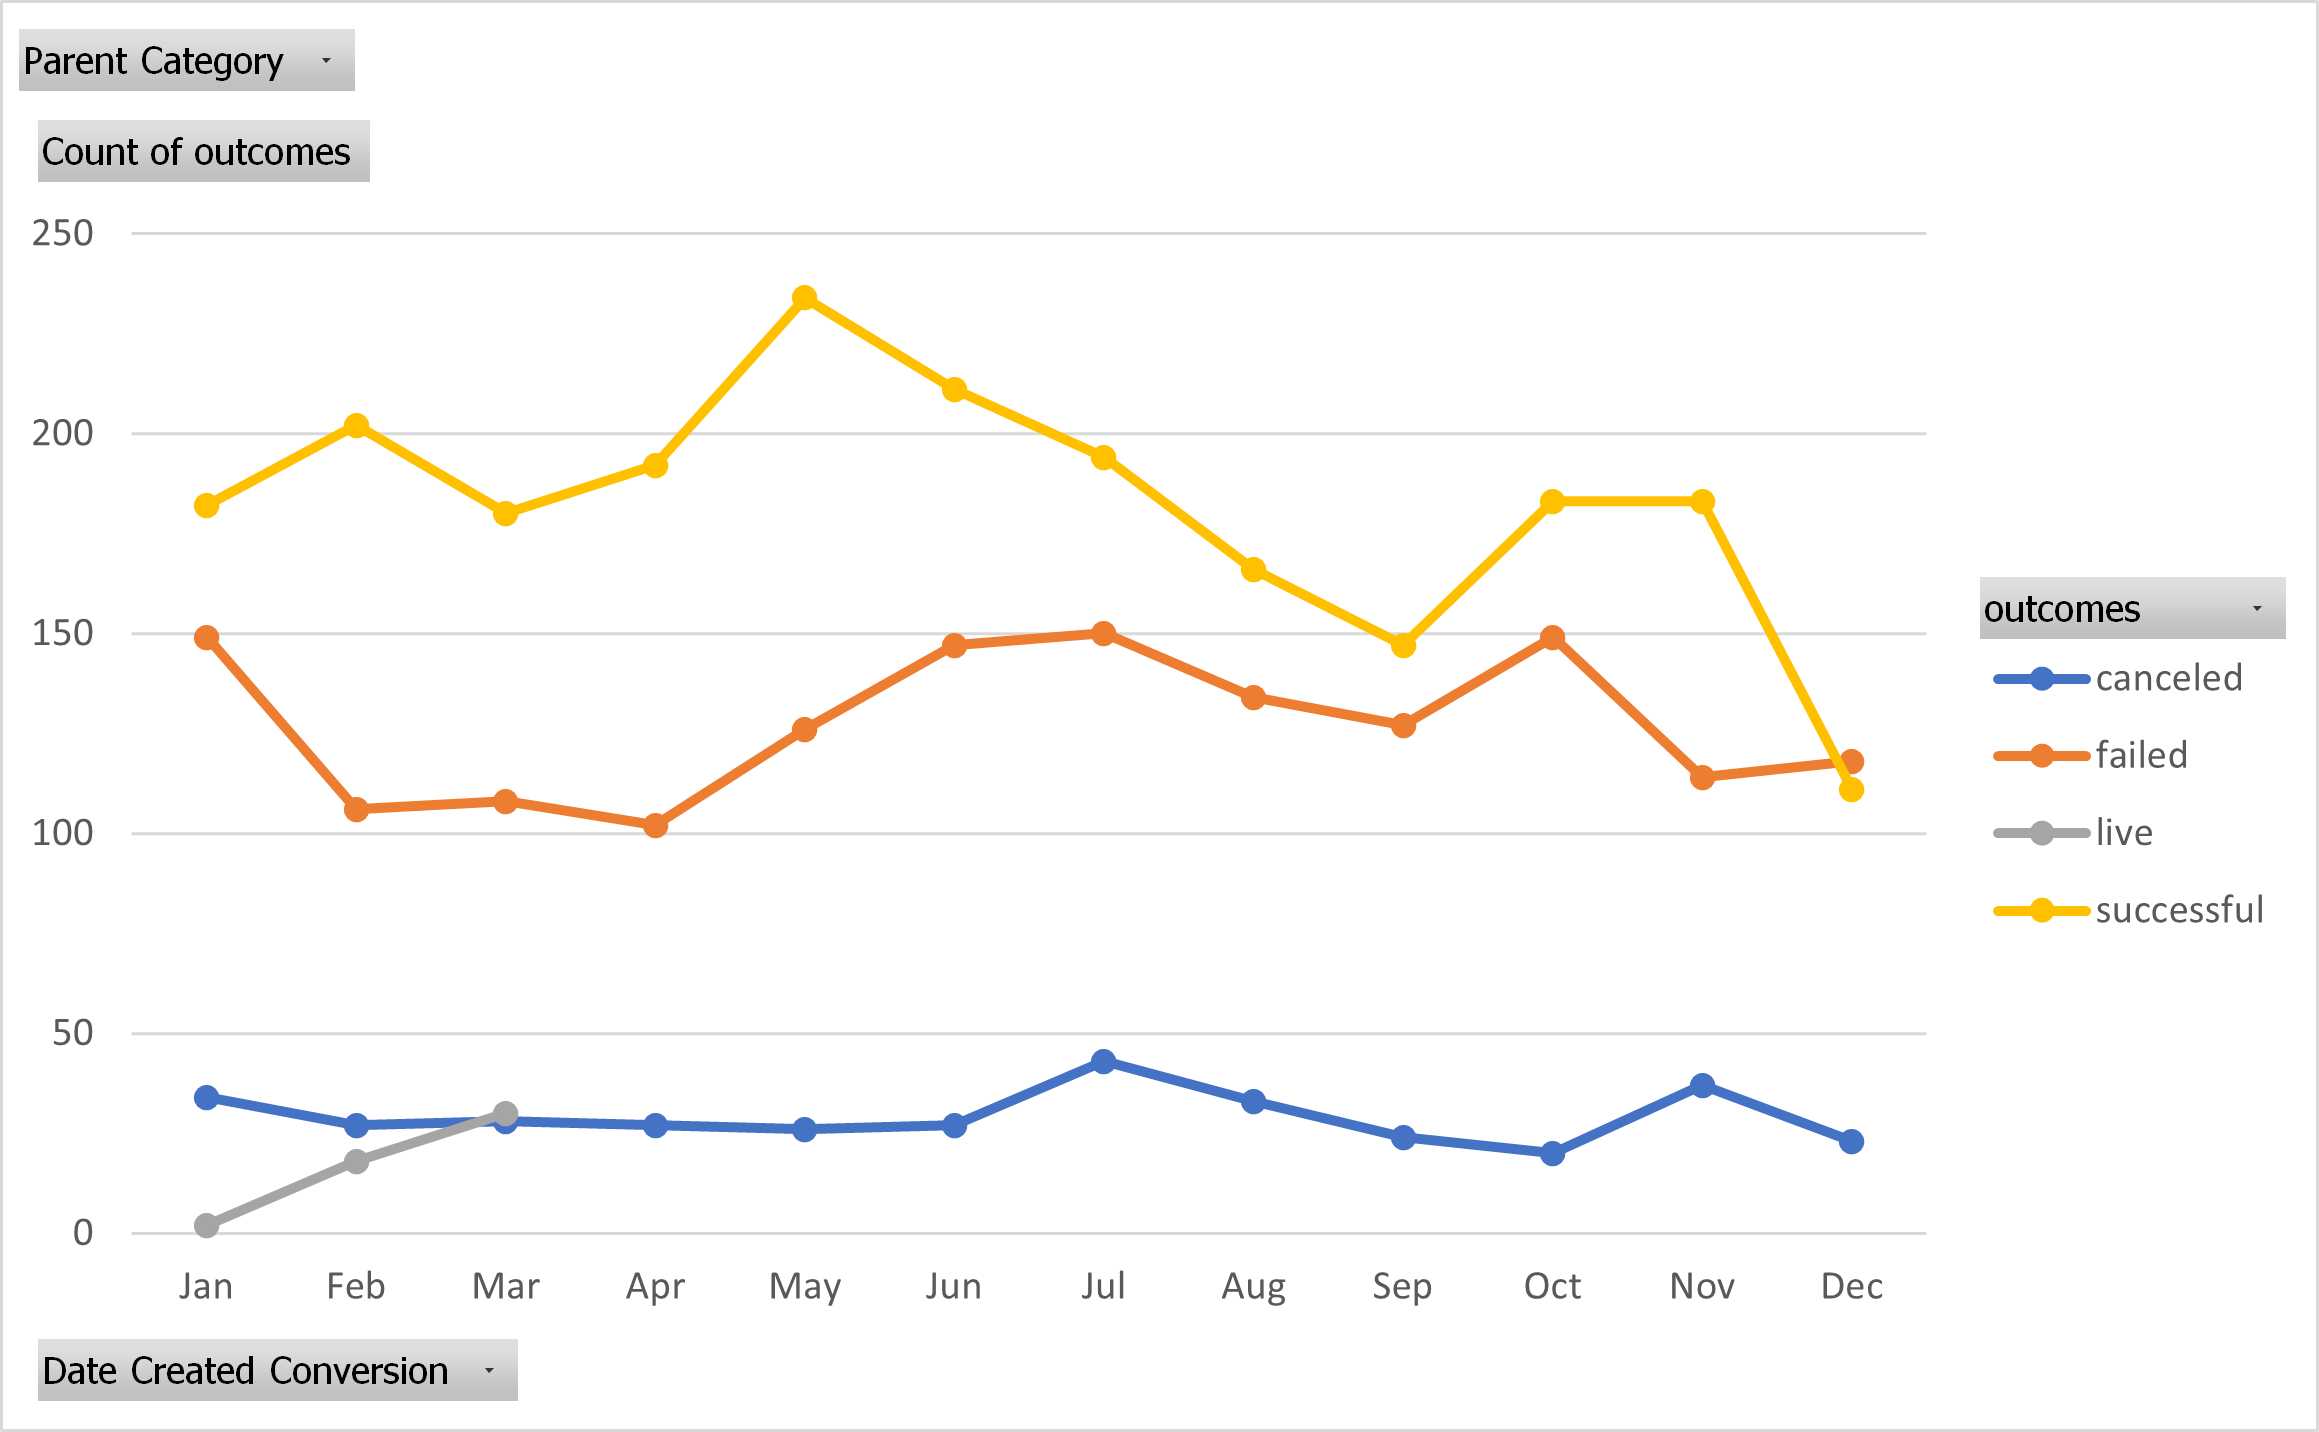 Parent Category
Count of outcomes
250
200
150
100
50
0
Jan Feb Mar Apr May Jun Jul Aug Sep Oct Nov Dec
Date Created Conversion
outcomes
canceled
failed
live
successful